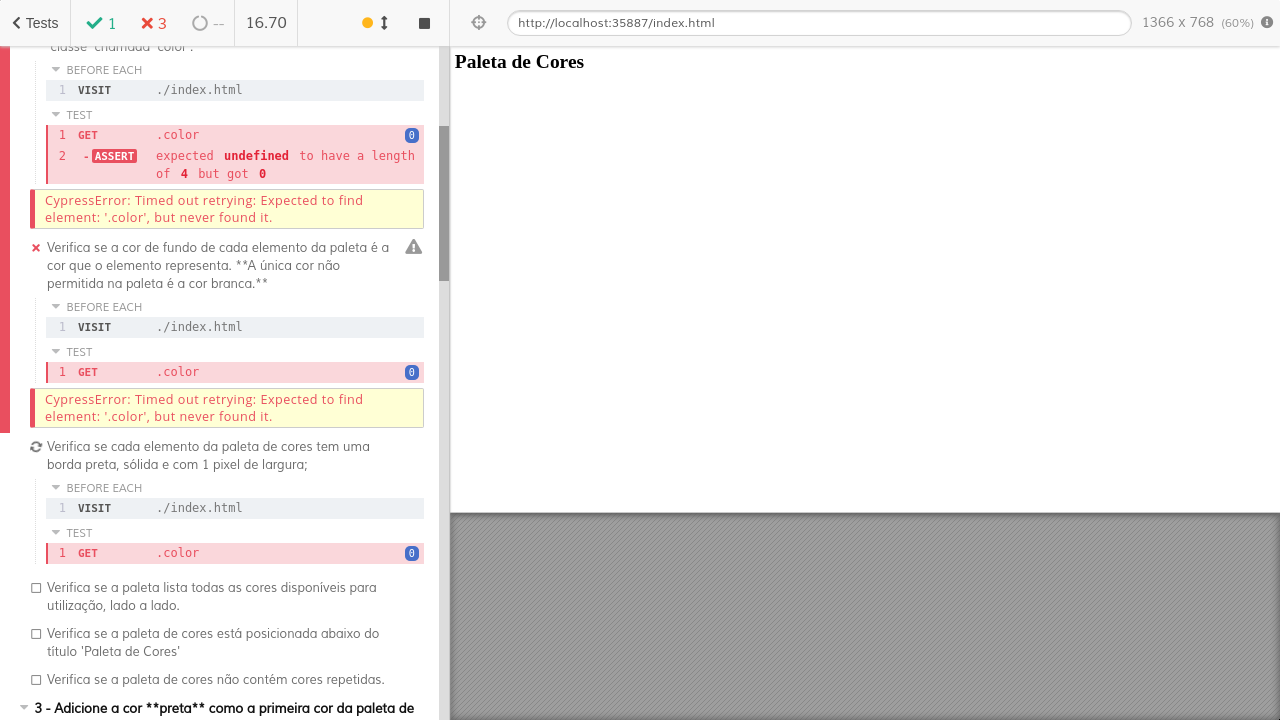 Tests 1 3 -- 16.70 http://localhost:35887/index.html 1366 x 768 (60%)
classe 'chamada 'color'.
BEFORE EACH
1 VISIT ./index.html
TEST
1 GET .color 0
2 -ASSERT expected undefined to have a length
of 4 but got 0
CypressError: Timed out retrying: Expected to find
element: '.color', but never found it.
Verifica se a cor de fundo de cada elemento da paleta é a
cor que o elemento representa. **A única cor não
permitida na paleta é a cor branca.**
BEFORE EACH
1 VISIT ./index.html
TEST
1 GET .color 0
CypressError: Timed out retrying: Expected to find
element: '.color', but never found it.
Verifica se cada elemento da paleta de cores tem uma
borda preta, sólida e com 1 pixel de largura;
BEFORE EACH
1 VISIT ./index.html
TEST
1 GET .color 0
Verifica se a paleta lista todas as cores disponíveis para
utilização, lado a lado.
Verifica se a paleta de cores está posicionada abaixo do
título 'Paleta de Cores'
Verifica se a paleta de cores não contém cores repetidas.
3 - Adicione a cor **preta** como a primeira cor da paleta de
Paleta de Cores